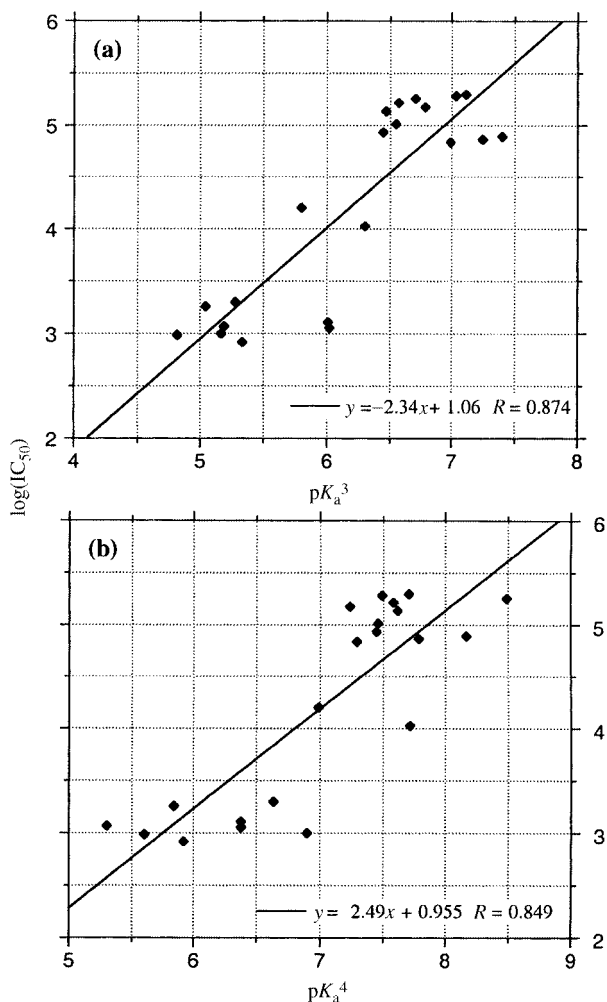 (a)
6
5
4
3
2
y=−2.34x+ 1.06 R = 0.874
4 5 6 7 8
pKa³
log(IC₅₀)
(b)
6
5
4
3
2
y= 2.49x + 0.955 R = 0.849
5 6 7 8 9
pKa⁴